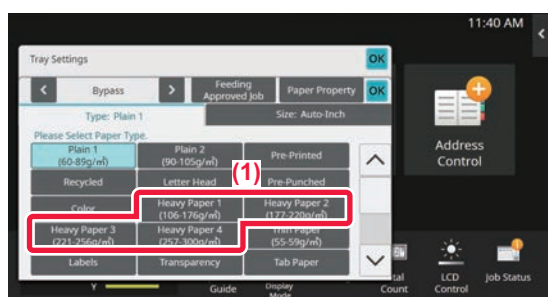 11:40 AM
Tray Settings
OK
Bypass
Feeding
Approved Job
Paper Property
OK
Type: Plain 1
Size: Auto-Inch
Please Select Paper Type.
Plain 1
(60-89g/㎡)
Plain 2
(90-105g/㎡)
Pre-Printed
Recycled
Letter Head
Pre-Punched
(1)
Color
Heavy Paper 1
(106-176g/㎡)
Heavy Paper 2
(177-220g/㎡)
Heavy Paper 3
(221-256g/㎡)
Heavy Paper 4
(257-300g/㎡)
Thin Paper
(55-59g/㎡)
Labels
Transparency
Tab Paper
Address
Control
Y
Guide
Display
Mode
Count
LCD
Control
Job Status